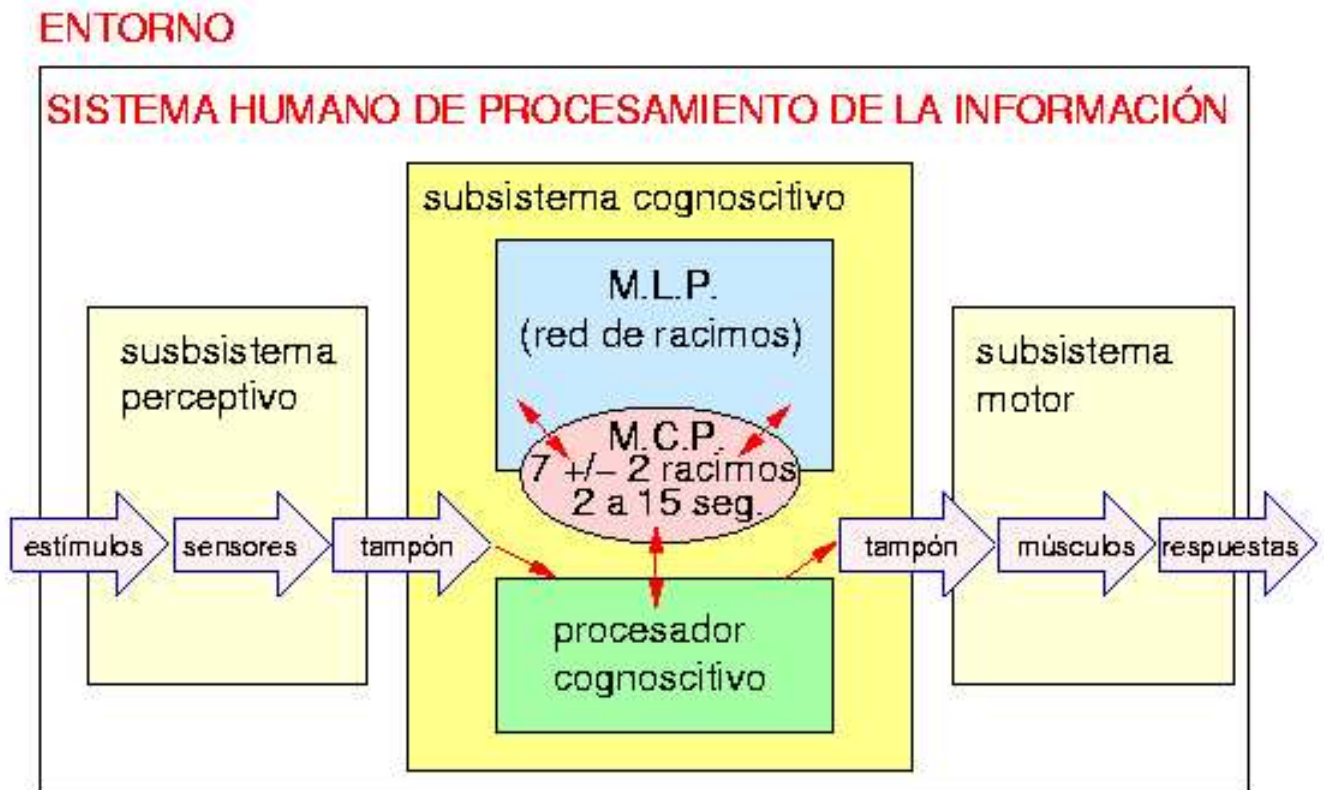 ENTORNO
SISTEMA HUMANO DE PROCESAMIENTO DE LA INFORMACIÓN
subsistema cognoscitivo
M.L.P.
(red de racimos)
susbsistema
perceptivo
subsistema
motor
M.C.P.
7 +/– 2 racimos
2 a 15 seg.
estímulos
sensores
tampón
tampón
músculos
respuestas
procesador
cognoscitivo